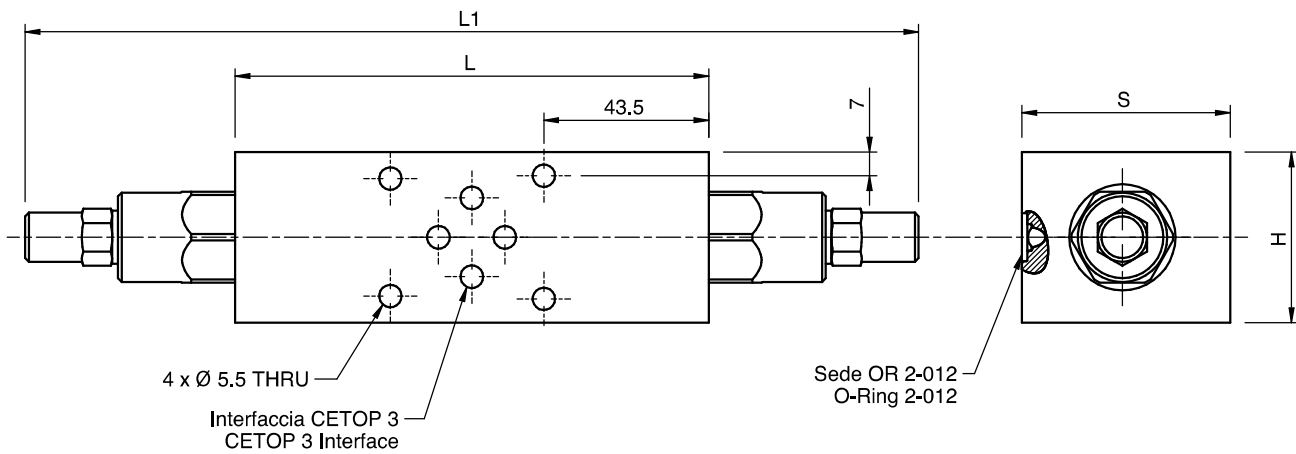 L1
L
43.5
7
S
H
4 x Ø 5.5 THRU
Interfaccia CETOP 3
CETOP 3 Interface
Sede OR 2-012
O-Ring 2-012